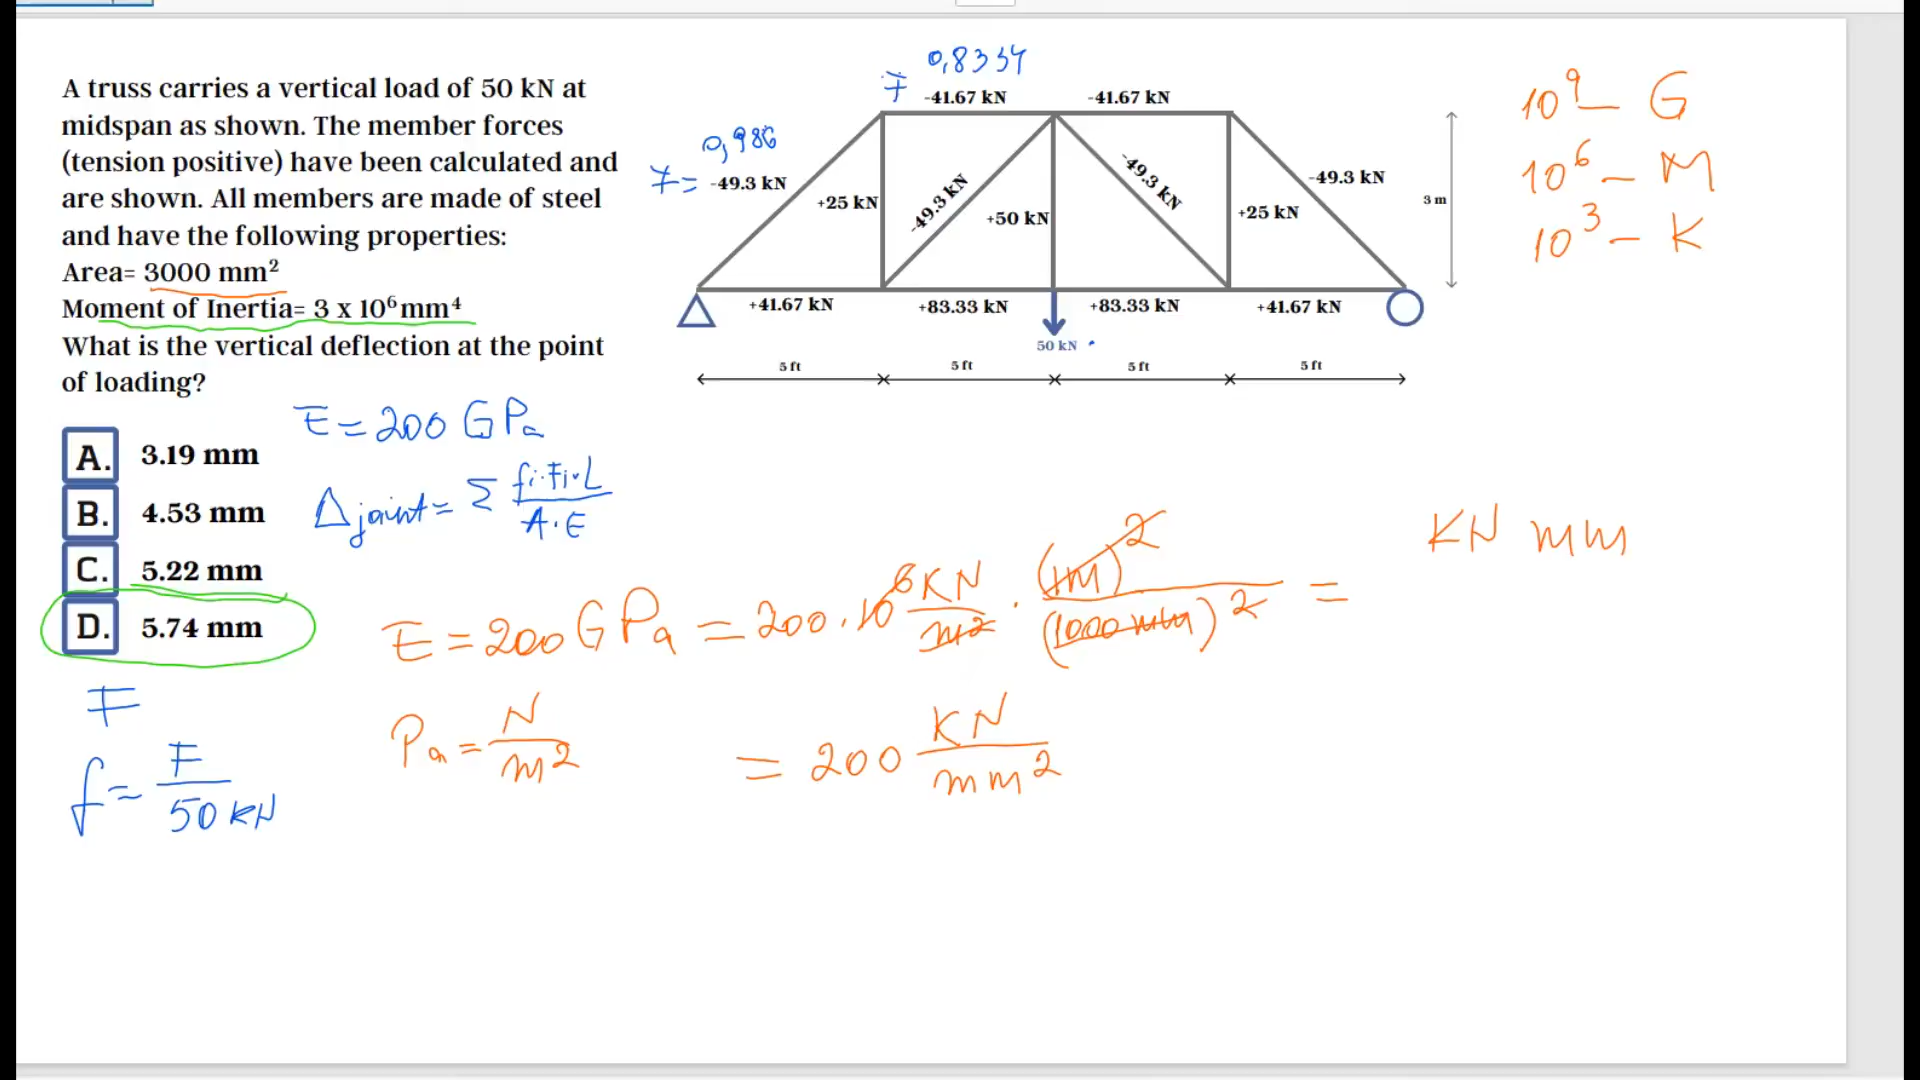 A truss carries a vertical load of 50 kN at
midspan as shown. The member forces
(tension positive) have been calculated and
are shown. All members are made of steel
and have the following properties:
Area= 3000 mm²
Moment of Inertia= 3 x 10⁶ mm⁴
What is the vertical deflection at the point
of loading?
A. 3.19 mm
B. 4.53 mm
C. 5.22 mm
D. 5.74 mm
F
f = F / 50 KN
E = 200 GPa
Δjoint = Σ fi·Fi·L / A·E
0,8334
F
-41.67 kN
-41.67 kN
0,986
F= -49.3 kN
+25 kN
-49.3 kN
+50 kN
-49.3 kN
+25 kN
-49.3 kN
3 m
+41.67 kN
+83.33 kN
+83.33 kN
+41.67 kN
50 kN
5 ft
5 ft
5 ft
5 ft
10⁹ – G
10⁶ – M
10³ – K
KN mm
E = 200 GPa = 200.10⁶ KN / m² · (1m)² / (1000 mm)² =
Pa = N / m²
= 200 KN / mm²